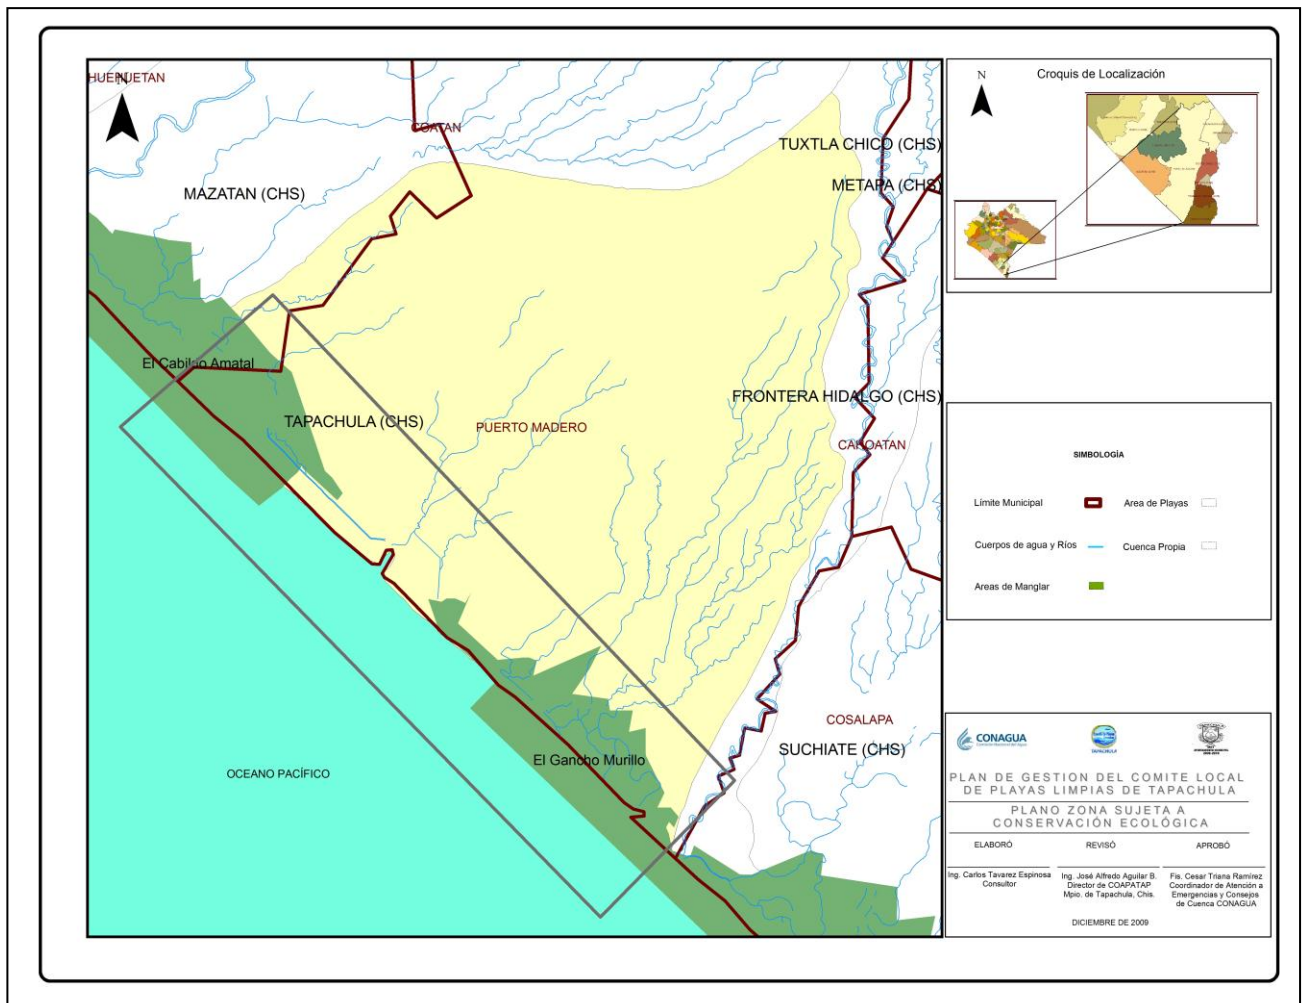 HUEHUETAN
N
COATAN
TUXTLA CHICO (CHS)
METAPA (CHS)
MAZATAN (CHS)
El Cabildo Amatal
TAPACHULA (CHS)
PUERTO MADERO
FRONTERA HIDALGO (CHS)
CAHOATAN
COSALAPA
SUCHIATE (CHS)
El Gancho Murillo
OCEANO PACÍFICO
N
Croquis de Localización
SIMBOLOGÍA
Límite Municipal
Area de Playas
Cuerpos de agua y Ríos
Cuenca Propia
Areas de Manglar
CONAGUA
TAPACHULA
PLAN DE GESTION DEL COMITE LOCAL
DE PLAYAS LIMPIAS DE TAPACHULA
PLANO ZONA SUJETA A
CONSERVACIÓN ECOLÓGICA
ELABORÓ
REVISÓ
APROBÓ
Ing. Carlos Tavarez Espinosa
Consultor
Ing. José Alfredo Aguilar B.
Director de COAPATAP
Mpio. de Tapachula, Chis.
Fis. Cesar Triana Ramirez
Coordinador de Atención a
Emergencias y Consejos
de Cuenca CONAGUA
DICIEMBRE DE 2009